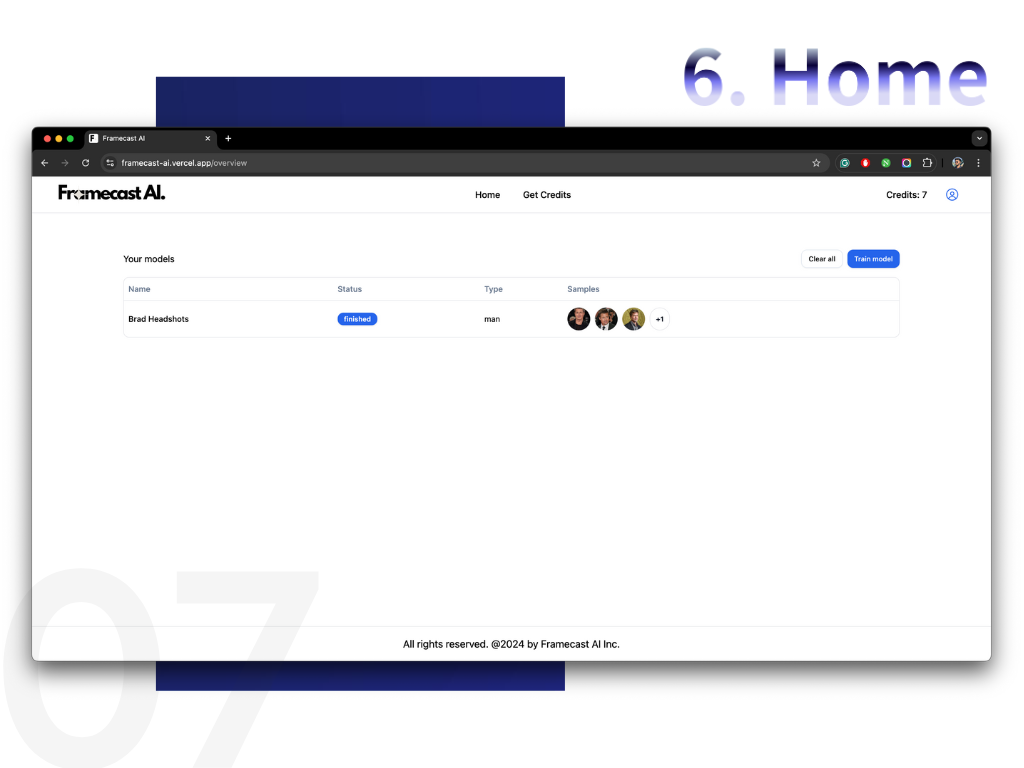 6. Home
Framecast AI
framecast-ai.vercel.app/overview
Framecast AI.
Home
Get Credits
Credits: 7
Your models
Clear all
Train model
Name
Status
Type
Samples
Brad Headshots
finished
man
+1
All rights reserved. @2024 by Framecast AI Inc.
07